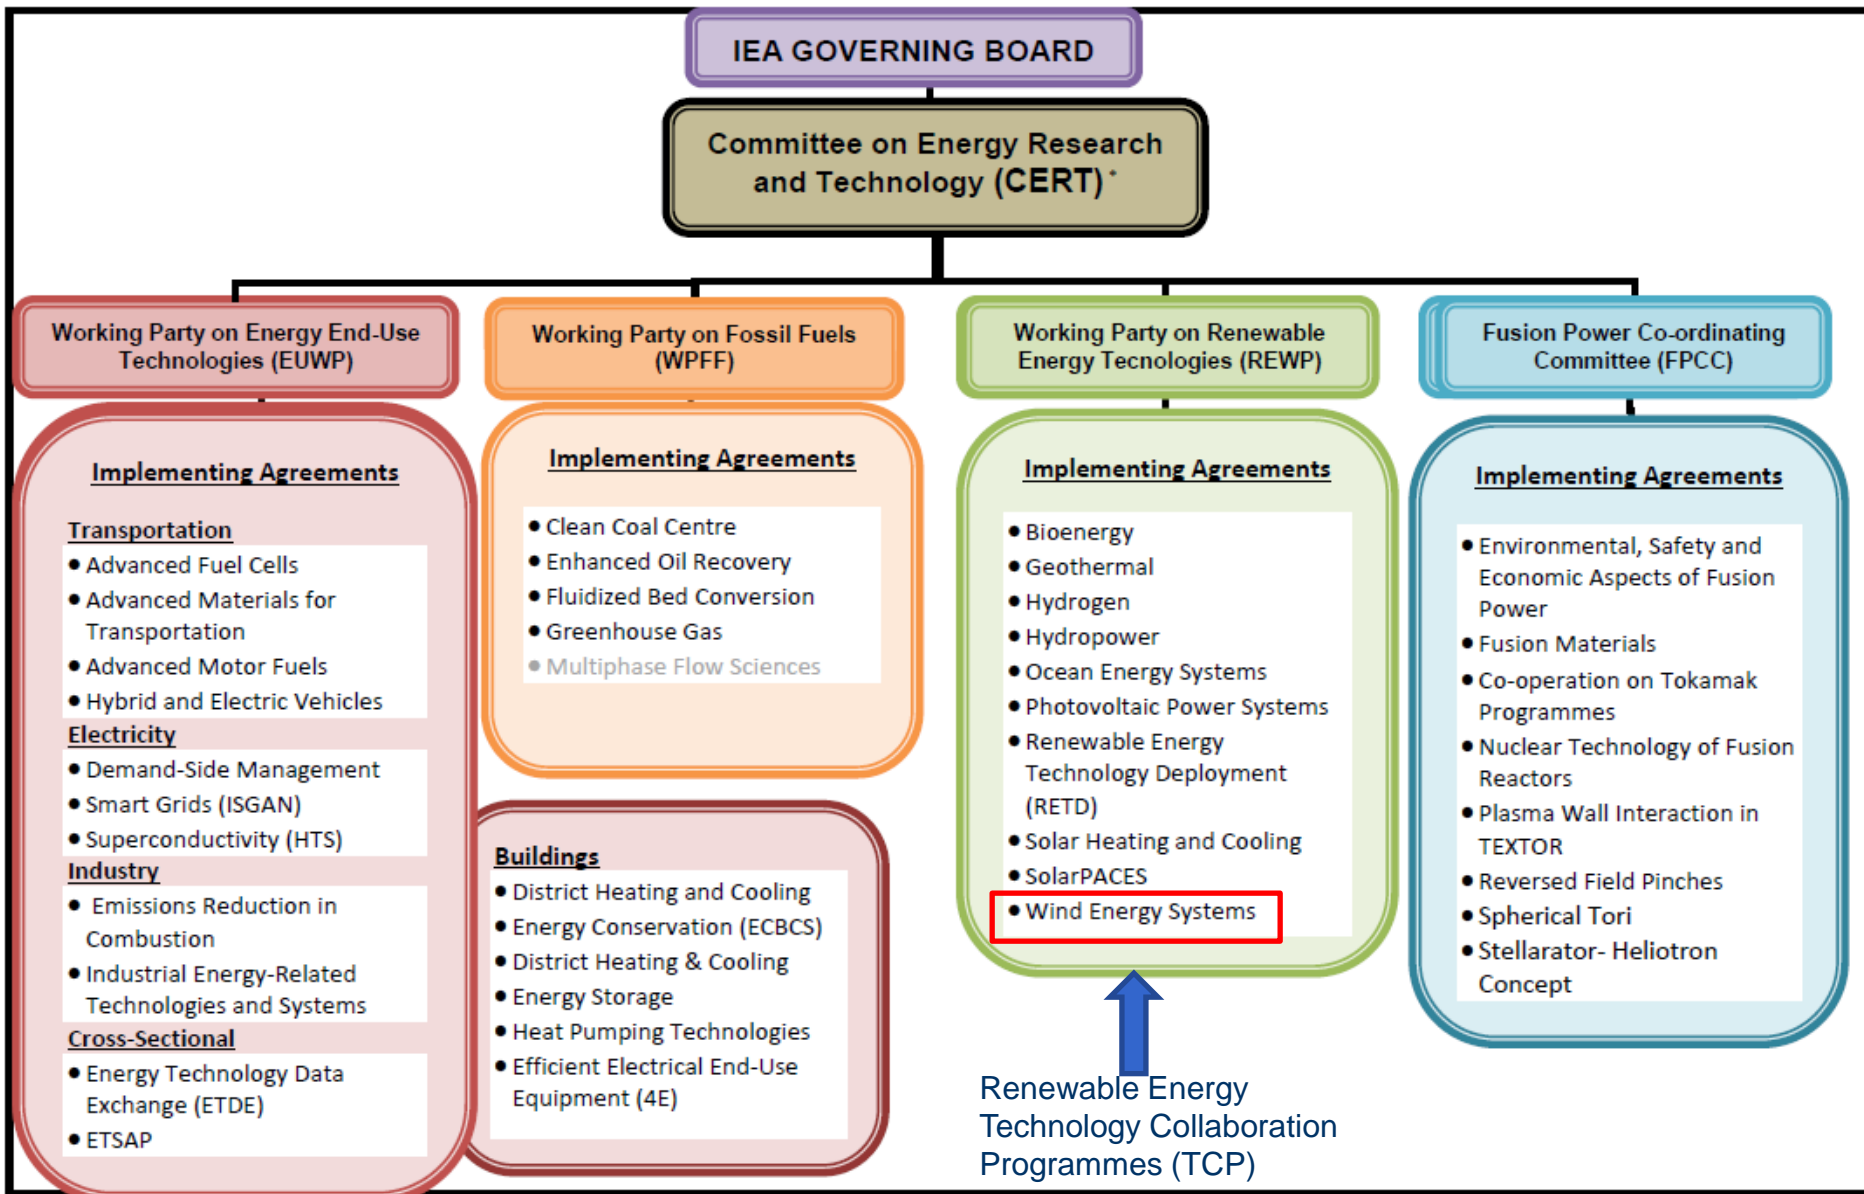 IEA GOVERNING BOARD
Committee on Energy Research
and Technology (CERT) *
Working Party on Energy End-Use
Technologies (EUWP)
Implementing Agreements
Transportation
• Advanced Fuel Cells
• Advanced Materials for
Transportation
• Advanced Motor Fuels
• Hybrid and Electric Vehicles
Electricity
• Demand-Side Management
• Smart Grids (ISGAN)
• Superconductivity (HTS)
Industry
• Emissions Reduction in
Combustion
• Industrial Energy-Related
Technologies and Systems
Cross-Sectional
• Energy Technology Data
Exchange (ETDE)
• ETSAP
Working Party on Fossil Fuels
(WPFF)
Implementing Agreements
• Clean Coal Centre
• Enhanced Oil Recovery
• Fluidized Bed Conversion
• Greenhouse Gas
• Multiphase Flow Sciences
Buildings
• District Heating and Cooling
• Energy Conservation (ECBCS)
• District Heating & Cooling
• Energy Storage
• Heat Pumping Technologies
• Efficient Electrical End-Use
Equipment (4E)
Working Party on Renewable
Energy Tecnologies (REWP)
Implementing Agreements
• Bioenergy
• Geothermal
• Hydrogen
• Hydropower
• Ocean Energy Systems
• Photovoltaic Power Systems
• Renewable Energy
Technology Deployment
(RETD)
• Solar Heating and Cooling
• SolarPACES
• Wind Energy Systems
Renewable Energy
Technology Collaboration
Programmes (TCP)
Fusion Power Co-ordinating
Committee (FPCC)
Implementing Agreements
• Environmental, Safety and
Economic Aspects of Fusion
Power
• Fusion Materials
• Co-operation on Tokamak
Programmes
• Nuclear Technology of Fusion
Reactors
• Plasma Wall Interaction in
TEXTOR
• Reversed Field Pinches
• Spherical Tori
• Stellarator- Heliotron
Concept